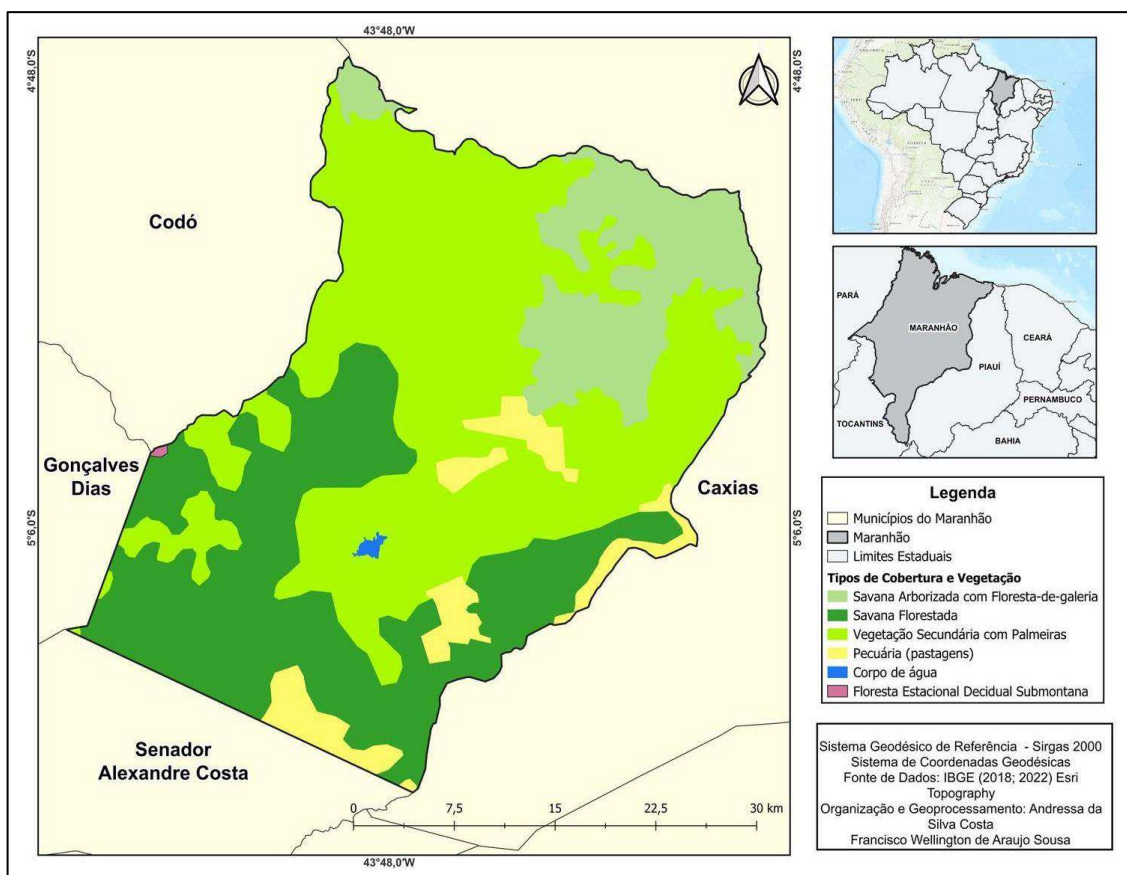 43°48,0'W
4°48,0'S
4°48,0'S
Codó
Gonçalves
Dias
5°6,0'S
5°6,0'S
Caxias
Senador
Alexandre Costa
0 7,5 15 22,5 30 km
43°48,0'W
PARÁ
MARANHÃO
CEARÁ
PIAUÍ
PERNAMBUCO
TOCANTINS
BAHIA
Legenda
Municípios do Maranhão
Maranhão
Limites Estaduais
Tipos de Cobertura e Vegetação
Savana Arborizada com Floresta-de-galeria
Savana Florestada
Vegetação Secundária com Palmeiras
Pecuária (pastagens)
Corpo de água
Floresta Estacional Decidual Submontana
Sistema Geodésico de Referência - Sirgas 2000
Sistema de Coordenadas Geodésicas
Fonte de Dados: IBGE (2018; 2022) Esri
Topography
Organização e Geoprocessamento: Andressa da
Silva Costa
Francisco Wellington de Araujo Sousa